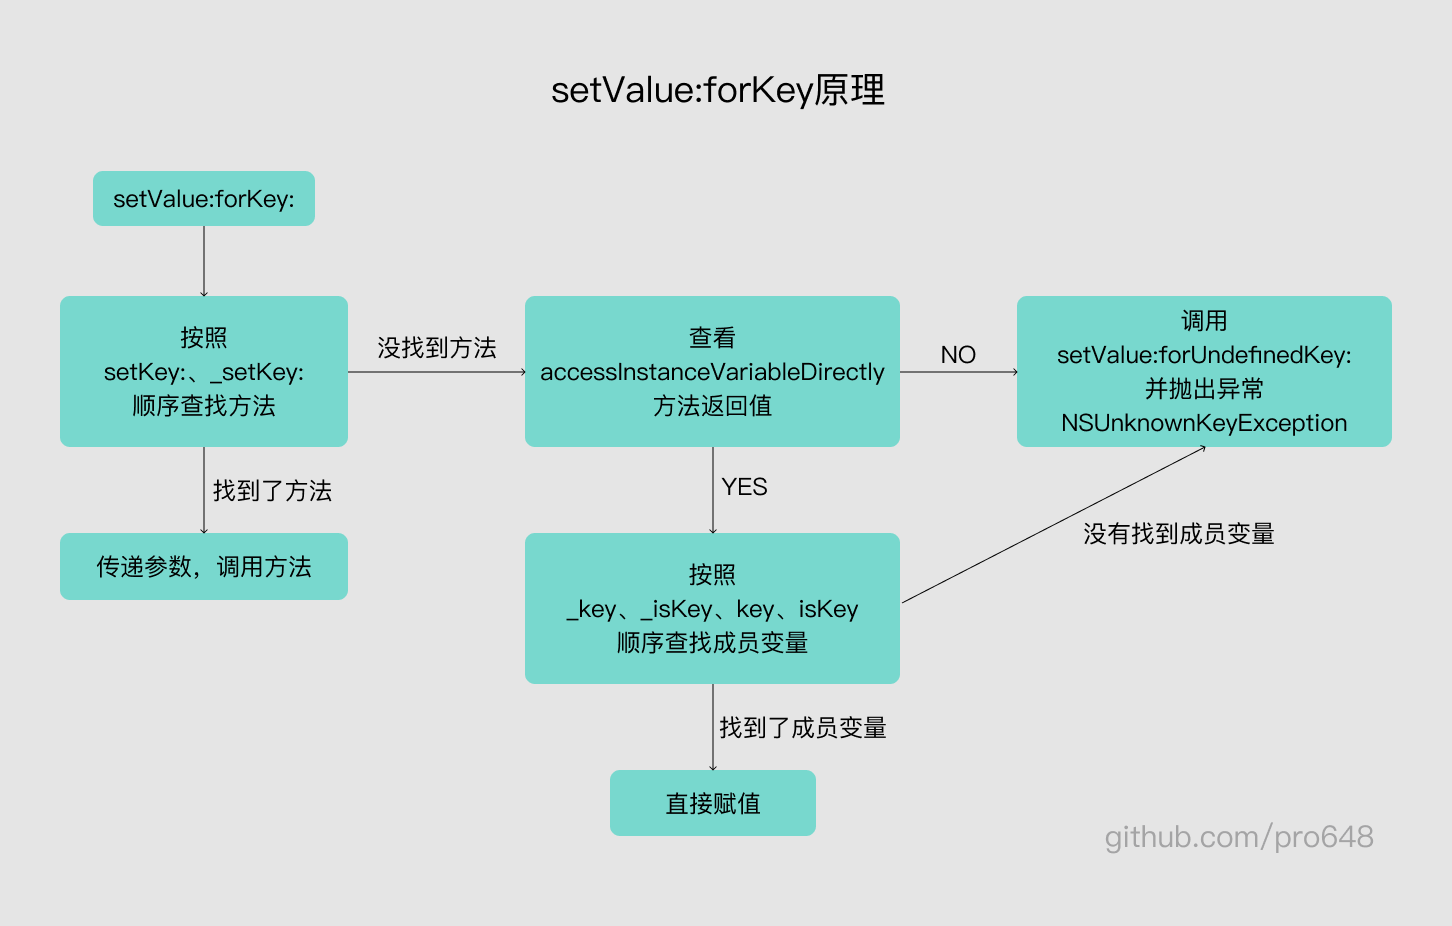 setValue:forKey原理
setValue:forKey:
按照
setKey:、_setKey:
顺序查找方法
没找到方法
查看
accessInstanceVariableDirectly
方法返回值
NO
调用
setValue:forUndefinedKey:
并抛出异常
NSUnknownKeyException
找到了方法
YES
传递参数，调用方法
按照
_key、_isKey、key、isKey
顺序查找成员变量
没有找到成员变量
找到了成员变量
直接赋值
github.com/pro648